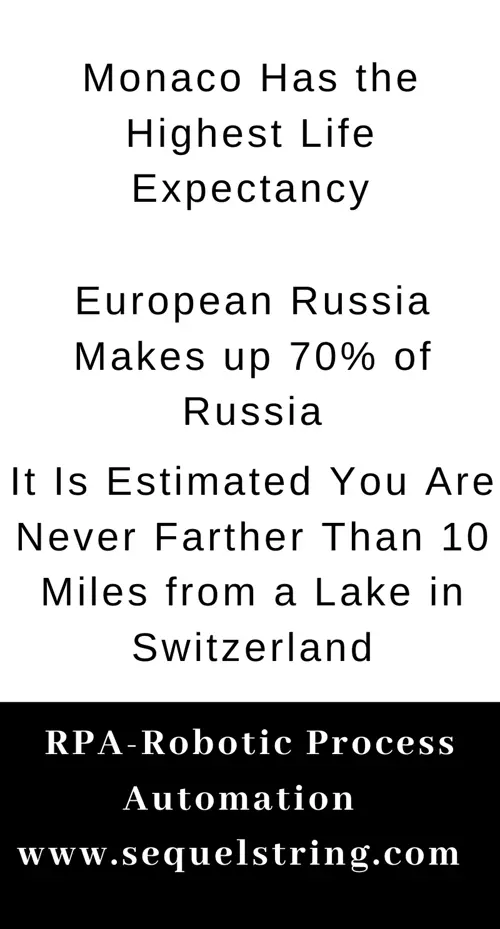 Monaco Has the
Highest Life
Expectancy
European Russia
Makes up 70% of
Russia
It Is Estimated You Are
Never Farther Than 10
Miles from a Lake in
Switzerland
RPA-Robotic Process
Automation
www.sequelstring.com